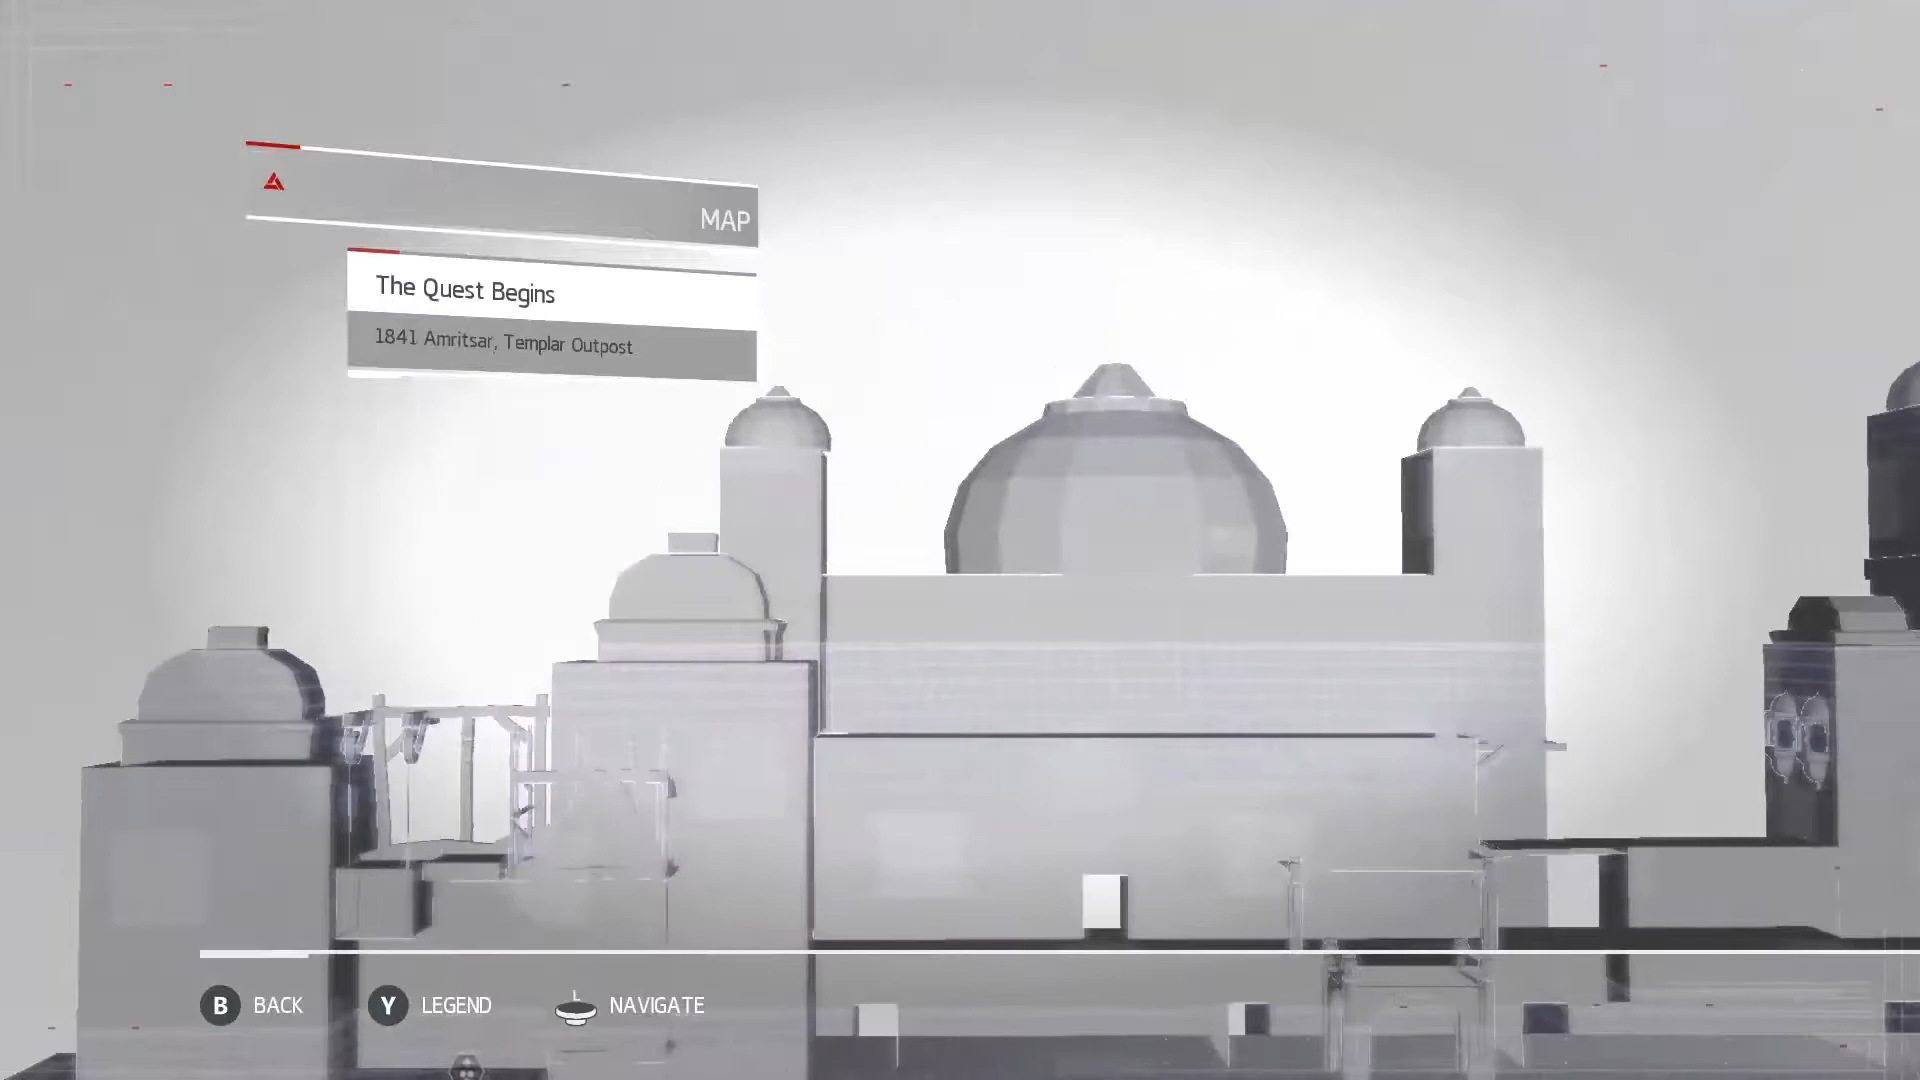 MAP
The Quest Begins
1841 Amritsar, Templar Outpost
B BACK Y LEGEND L NAVIGATE